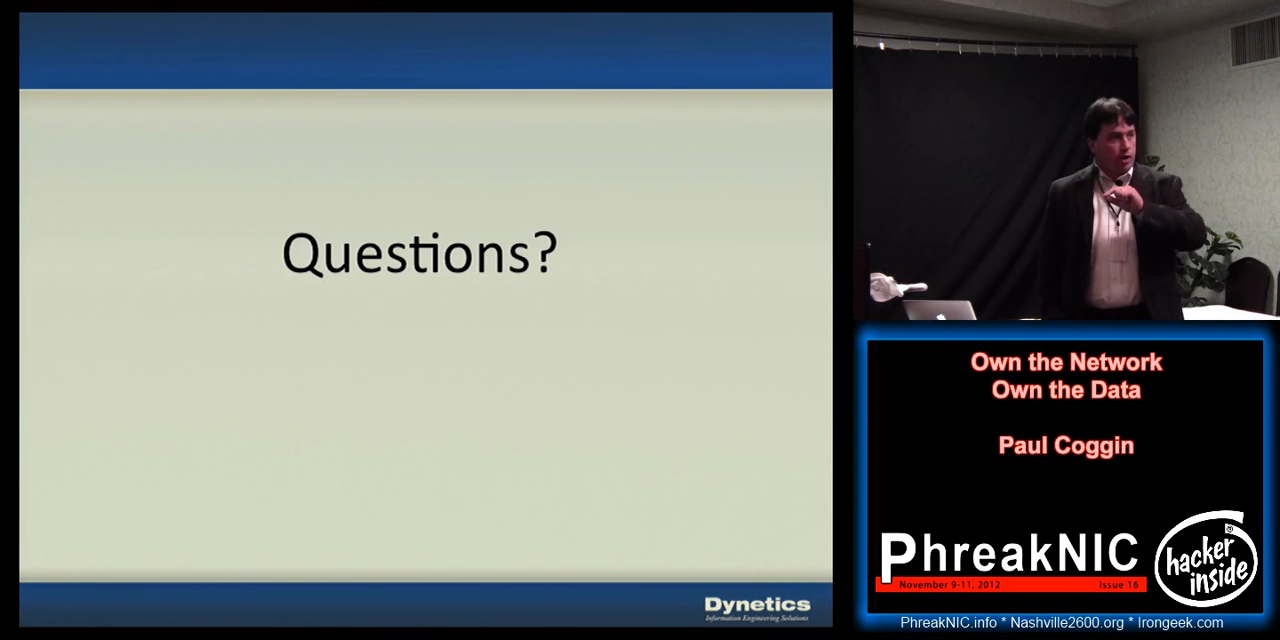 Questions?
Dynetics
Information Engineering Solutions
Own the Network
Own the Data
Paul Coggin
PhreakNIC
November 9-11, 2012 Issue 16
hacker
inside
PhreakNIC.info * Nashville2600.org * Irongeek.com